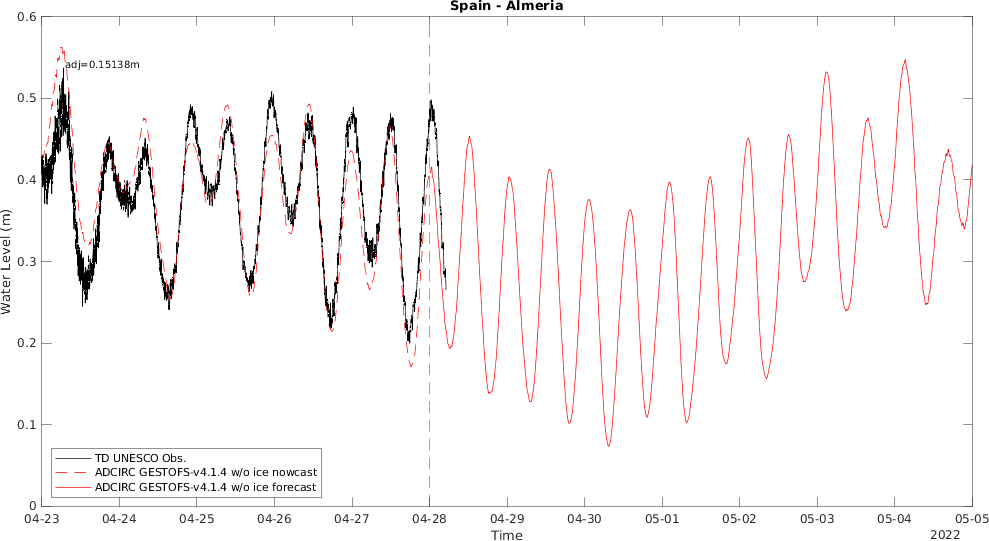 Spain - Almeria
0.6
adj=0.15138m
0.5
0.4
0.3
0.2
0.1
0
Water Level (m)
TD UNESCO Obs.
ADCIRC GESTOFS-v4.1.4 w/o ice nowcast
ADCIRC GESTOFS-v4.1.4 w/o ice forecast
04-23 04-24 04-25 04-26 04-27 04-28 04-29 04-30 05-01 05-02 05-03 05-04 05-05
Time
2022